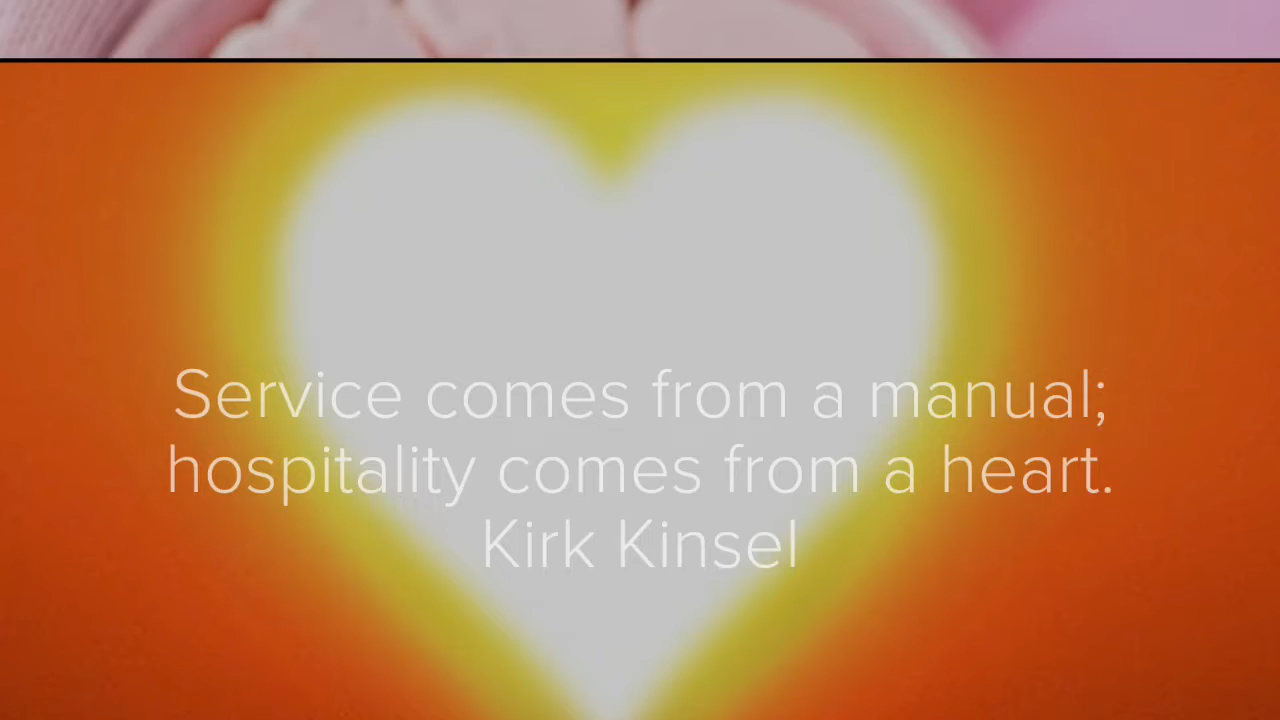 Service comes from a manual;
hospitality comes from a heart.
Kirk Kinsel